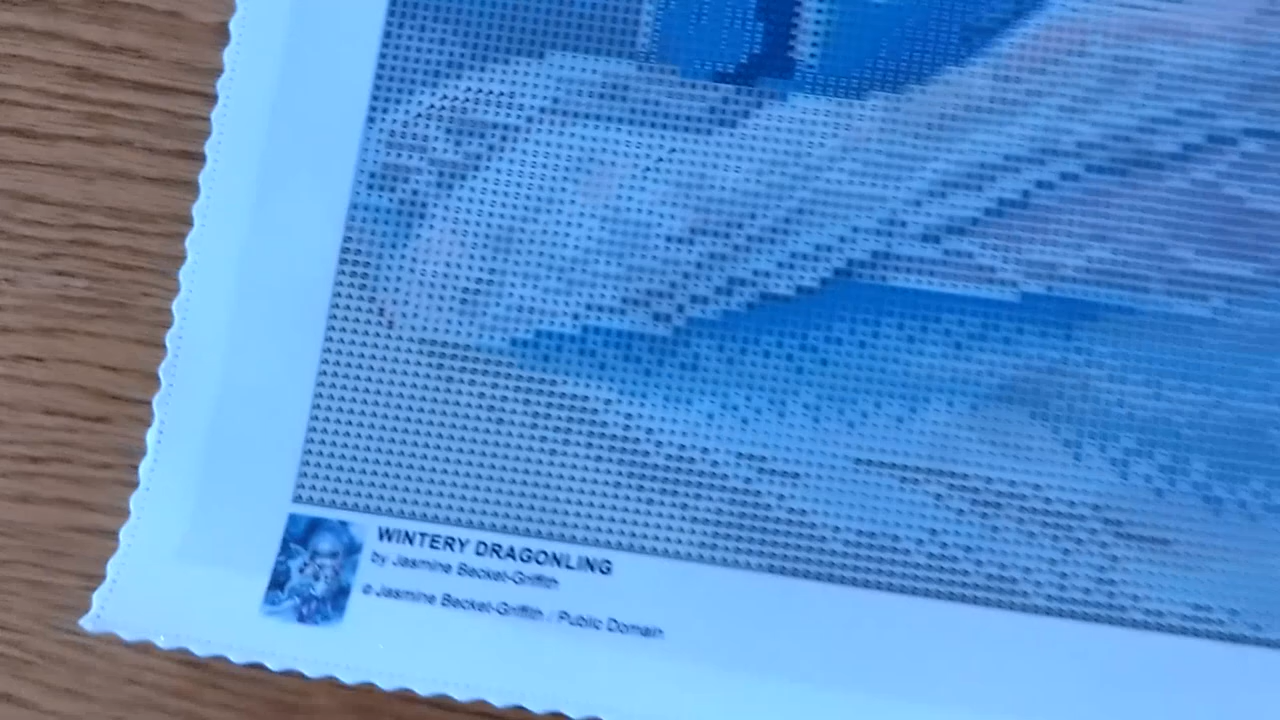 WINTERY DRAGONLING
by Jasmine Becket-Griffith
© Jasmine Becket-Griffith / Public Domain